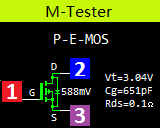 M-Tester
P-E-MOS
D 2
Vt=3.04V
1 G 588mV Cg=651pF
Rds=0.1Ω
S 3